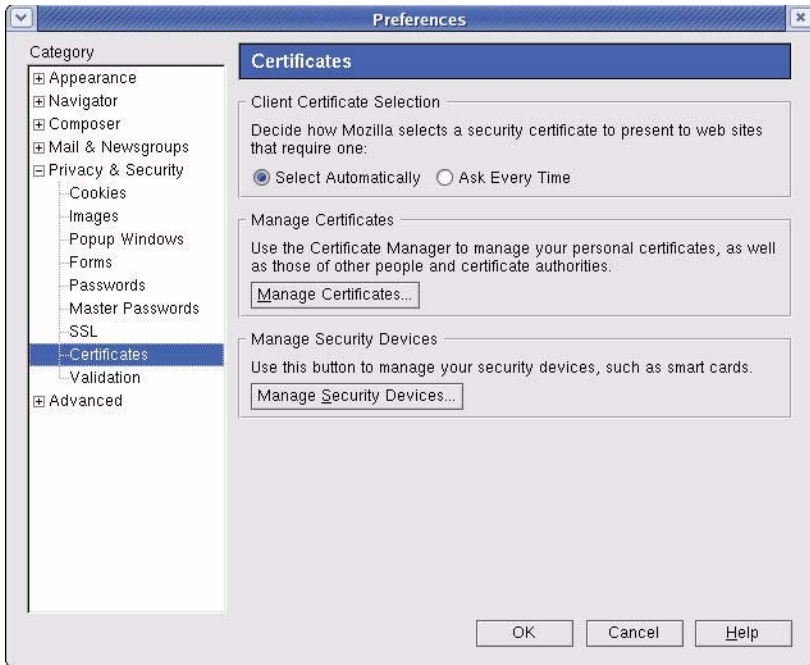 Preferences
Category
Appearance
Navigator
Composer
Mail & Newsgroups
Privacy & Security
Cookies
Images
Popup Windows
Forms
Passwords
Master Passwords
SSL
Certificates
Validation
Advanced
Certificates
Client Certificate Selection
Decide how Mozilla selects a security certificate to present to web sites
that require one:
Select Automatically
Ask Every Time
Manage Certificates
Use the Certificate Manager to manage your personal certificates, as well
as those of other people and certificate authorities.
Manage Certificates...
Manage Security Devices
Use this button to manage your security devices, such as smart cards.
Manage Security Devices...
OK
Cancel
Help